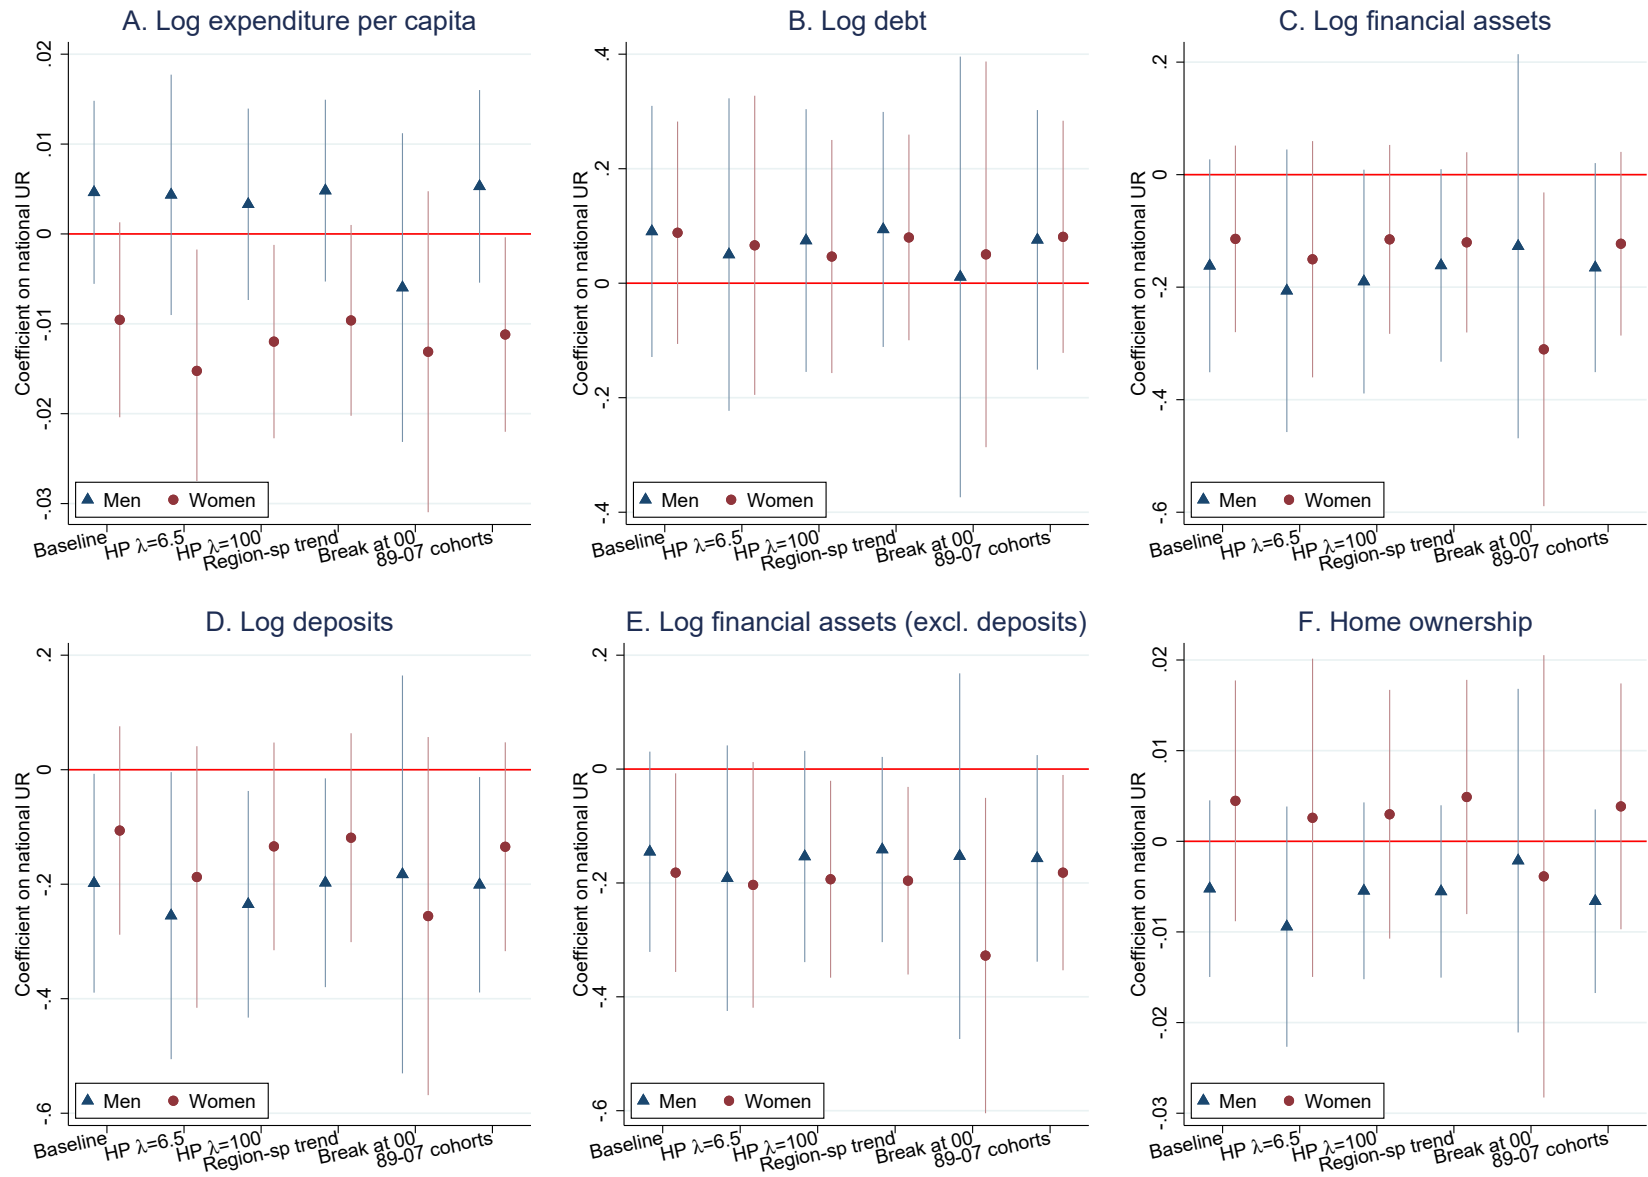 A. Log expenditure per capita
Coefficient on national UR
.02
.01
0
-.01
-.02
-.03
Men
Women
Baseline
HP λ=6.5
HP λ=100
Region-sp trend
Break at 00
89-07 cohorts
B. Log debt
Coefficient on national UR
.4
.2
0
-.2
-.4
Men
Women
Baseline
HP λ=6.5
HP λ=100
Region-sp trend
Break at 00
89-07 cohorts
C. Log financial assets
Coefficient on national UR
.2
0
-.2
-.4
-.6
Men
Women
Baseline
HP λ=6.5
HP λ=100
Region-sp trend
Break at 00
89-07 cohorts
D. Log deposits
Coefficient on national UR
.2
0
-.2
-.4
-.6
Men
Women
Baseline
HP λ=6.5
HP λ=100
Region-sp trend
Break at 00
89-07 cohorts
E. Log financial assets (excl. deposits)
Coefficient on national UR
.2
0
-.2
-.4
-.6
Men
Women
Baseline
HP λ=6.5
HP λ=100
Region-sp trend
Break at 00
89-07 cohorts
F. Home ownership
Coefficient on national UR
.02
.01
0
-.01
-.02
-.03
Men
Women
Baseline
HP λ=6.5
HP λ=100
Region-sp trend
Break at 00
89-07 cohorts